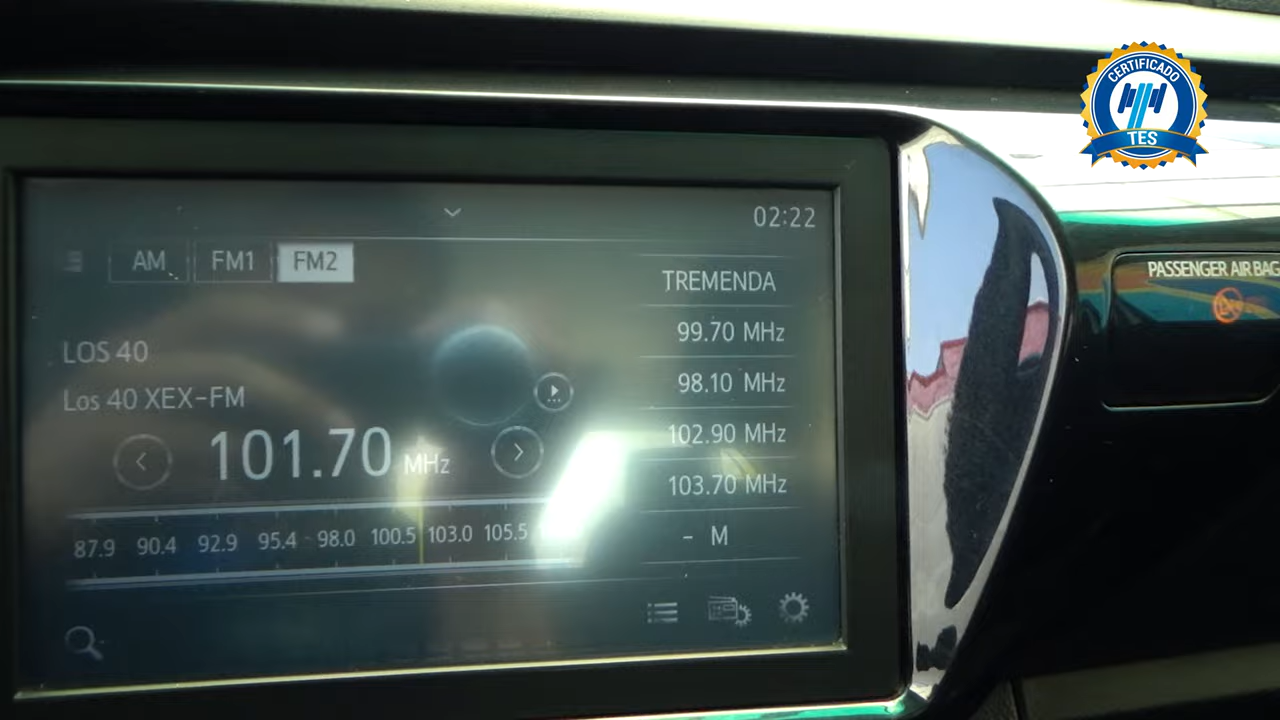 CERTIFICADO
TES
02:22
AM FM1 FM2
TREMENDA
99.70 MHz
98.10 MHz
102.90 MHz
103.70 MHz
- M
LOS 40
Los 40 XEX-FM
101.70 MHz
87.9 90.4 92.9 95.4 98.0 100.5 103.0 105.5
PASSENGER AIRBAG